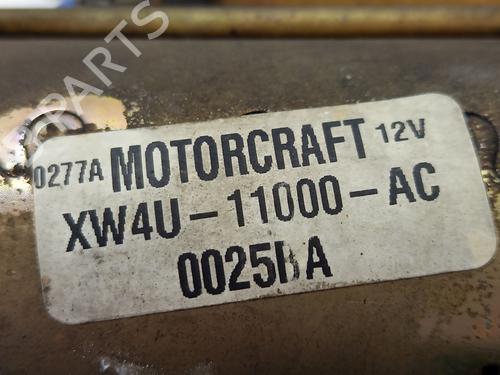 PARTS
0277A MOTORCRAFT 12V
XW4U-11000-AC
0025BA